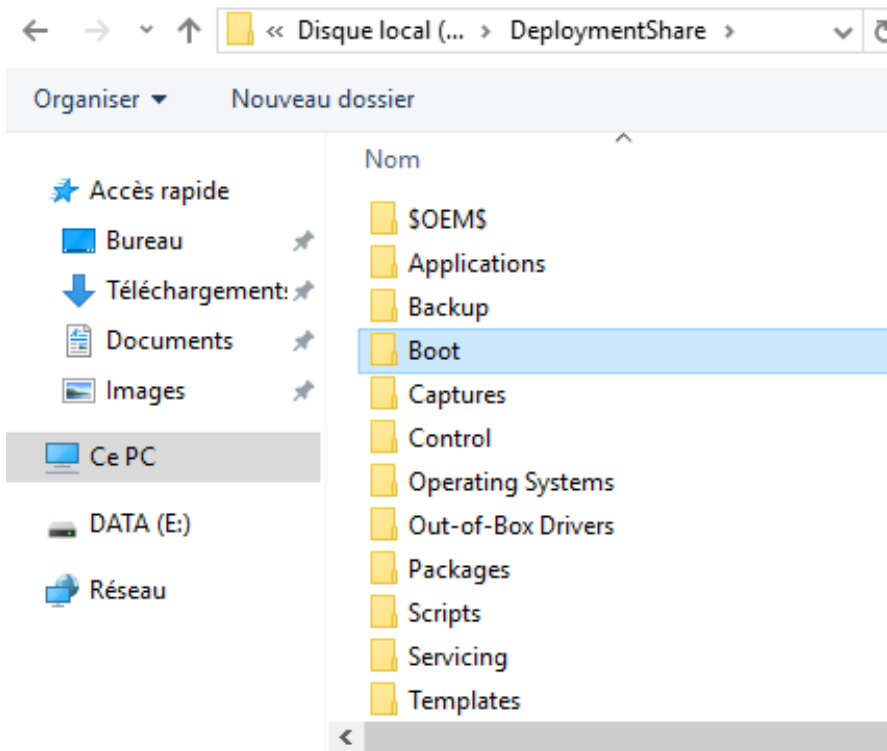 « Disque local (... > DeploymentShare >
Organiser Nouveau dossier
Nom
Accès rapide
Bureau
Téléchargements
Documents
Images
Ce PC
DATA (E:)
Réseau
$OEM$
Applications
Backup
Boot
Captures
Control
Operating Systems
Out-of-Box Drivers
Packages
Scripts
Servicing
Templates